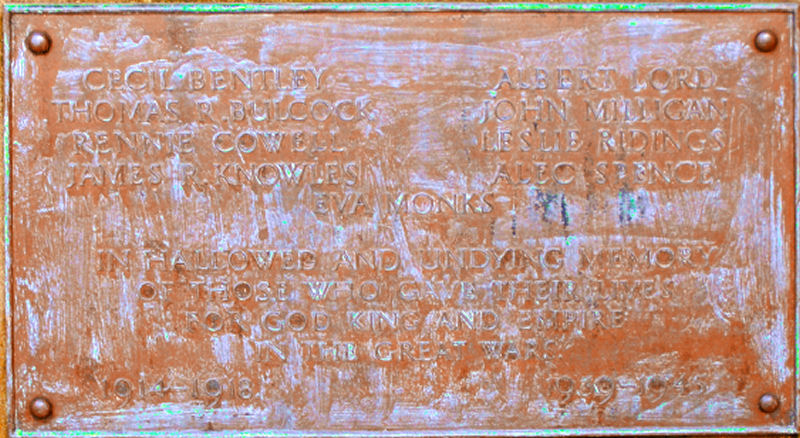 CECIL BENTLEY ALBERT LORD
THOMAS R. BULCOCK JOHN MILLIGAN
RENNIE COWELL LESLIE RIDINGS
JAMES R. KNOWLES ALEC SPENCE
EVA MONKS
IN HALLOWED AND UNDYING MEMORY
OF THOSE WHO GAVE THEIR LIVES
FOR GOD KING AND EMPIRE
IN THE GREAT WARS
1914–1918 1939–1945